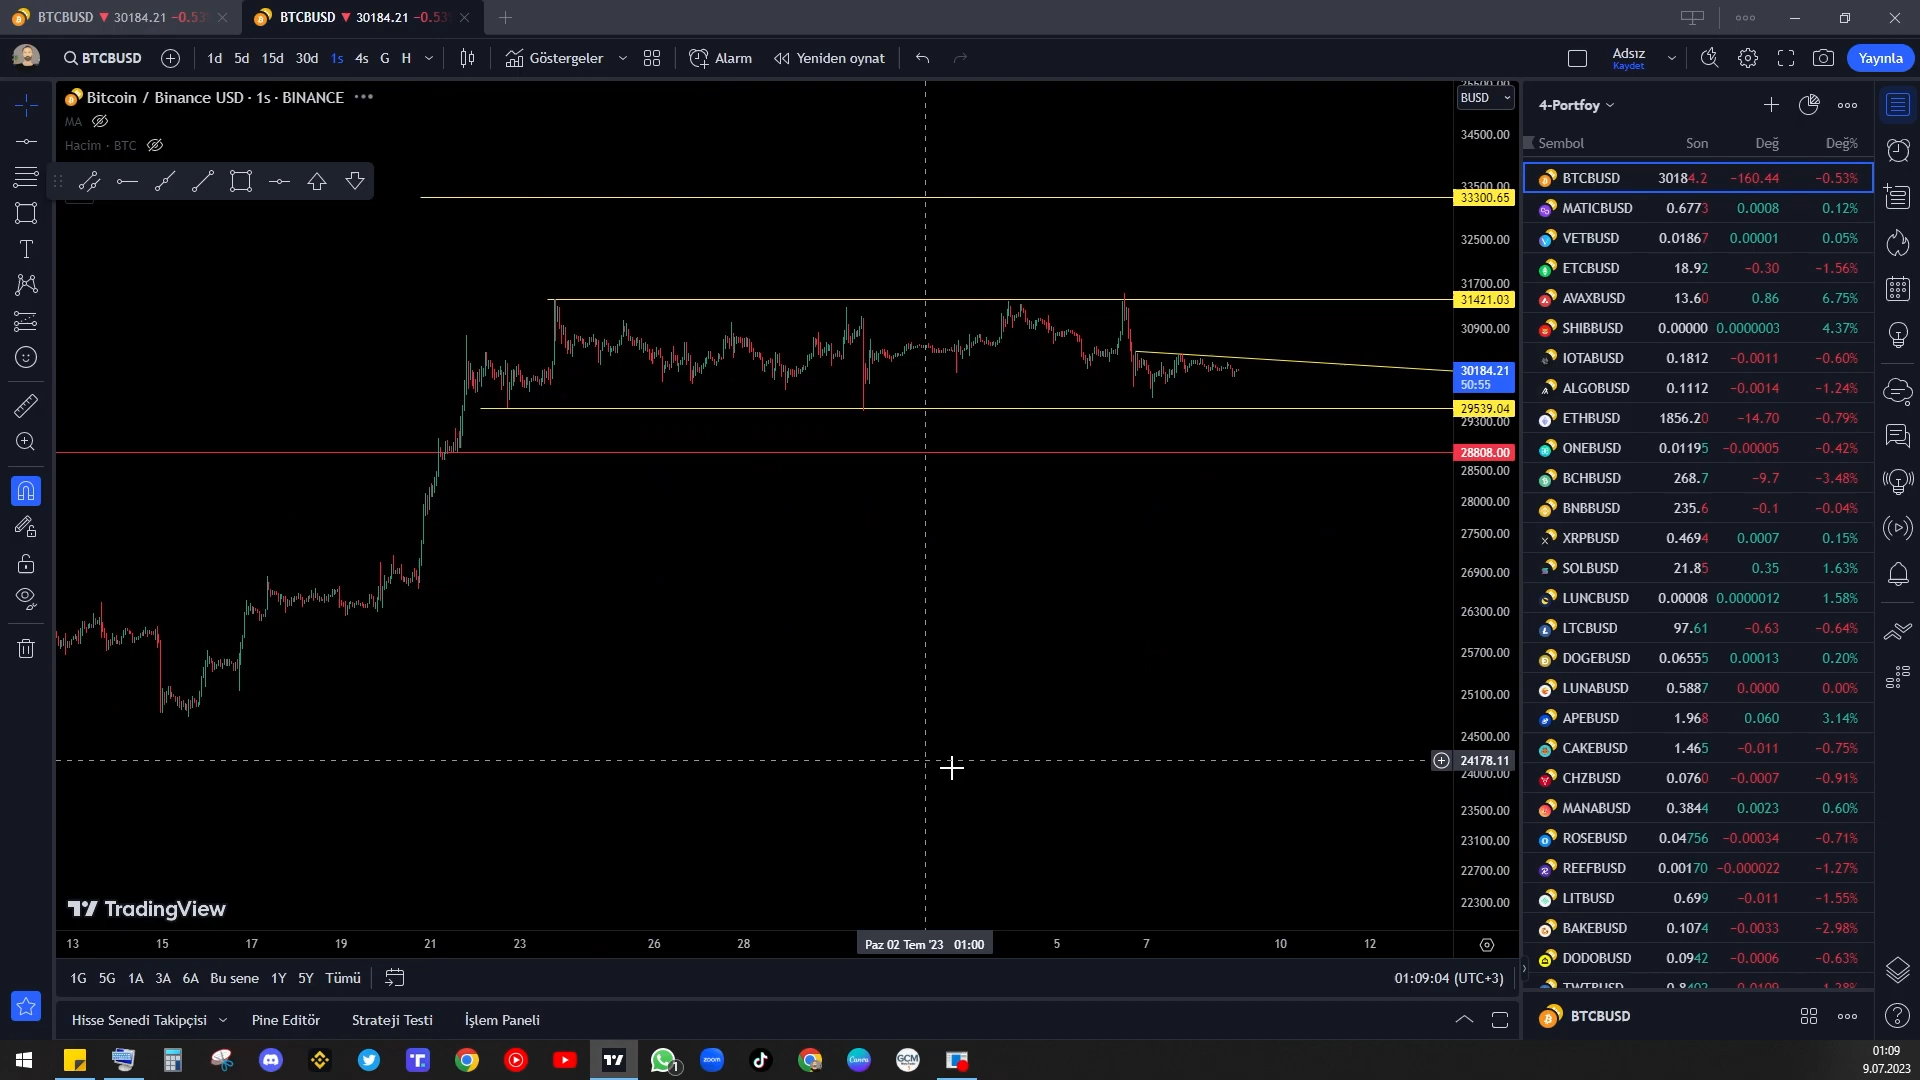 BTCBUSD ▼ 30184.21 −0.53
BTCBUSD ▼ 30184.21 −0.53
BTCBUSD 1d 5d 15d 30d 1s 4s G H Göstergeler Alarm Yeniden oynat Adsız Kaydet Yayınla
Bitcoin / Binance USD · 1s · BINANCE
MA
Hacim · BTC
BUSD
34500.00
33500.00
33300.65
32500.00
31700.00
31421.03
30900.00
30184.21
50:55
29539.04
29300.00
28808.00
28500.00
28000.00
27500.00
26900.00
26300.00
25700.00
25100.00
24500.00
24178.11
24000.00
23500.00
23100.00
22700.00
22300.00
TradingView
13 15 17 19 21 23 26 28 Paz 02 Tem '23 01:00 5 7 10 12
1G 5G 1A 3A 6A Bu sene 1Y 5Y Tümü 01:09:04 (UTC+3)
Hisse Senedi Takipçisi Pine Editör Strateji Testi İşlem Paneli
4-Portfoy
Sembol Son Değ Değ%
BTCBUSD 30184.2 −160.44 −0.53%
MATICBUSD 0.6773 0.0008 0.12%
VETBUSD 0.01867 0.00001 0.05%
ETCBUSD 18.92 −0.30 −1.56%
AVAXBUSD 13.60 0.86 6.75%
SHIBBUSD 0.00000 0.0000003 4.37%
IOTABUSD 0.1812 −0.0011 −0.60%
ALGOBUSD 0.1112 −0.0014 −1.24%
ETHBUSD 1856.20 −14.70 −0.79%
ONEBUSD 0.01195 −0.00005 −0.42%
BCHBUSD 268.7 −9.7 −3.48%
BNBBUSD 235.6 −0.1 −0.04%
XRPBUSD 0.4694 0.0007 0.15%
SOLBUSD 21.85 0.35 1.63%
LUNCBUSD 0.00008 0.0000012 1.58%
LTCBUSD 97.61 −0.63 −0.64%
DOGEBUSD 0.06555 0.00013 0.20%
LUNABUSD 0.5887 0.0000 0.00%
APEBUSD 1.968 0.060 3.14%
CAKEBUSD 1.465 −0.011 −0.75%
CHZBUSD 0.0760 −0.0007 −0.91%
MANABUSD 0.3844 0.0023 0.60%
ROSEBUSD 0.04756 −0.00034 −0.71%
REEFBUSD 0.00170 −0.000022 −1.27%
LITBUSD 0.699 −0.011 −1.55%
BAKEBUSD 0.1074 −0.0033 −2.98%
DODOBUSD 0.0942 −0.0006 −0.63%
BTCBUSD
zoom
Canva
GCM
1
01:09
9.07.2023